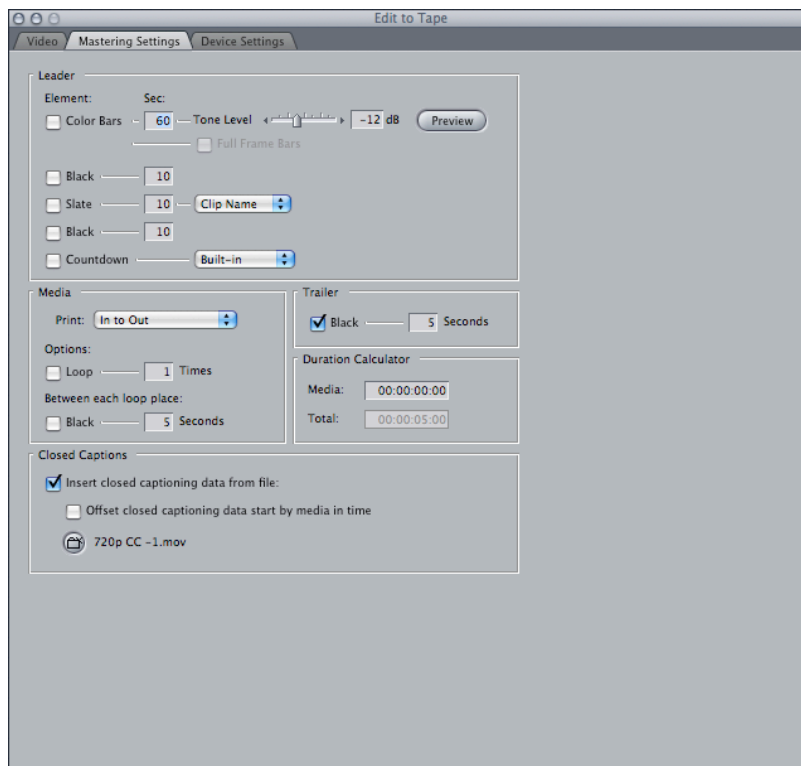 Edit to Tape
Video Mastering Settings Device Settings
Leader
Element: Sec:
Color Bars 60 Tone Level -12 dB Preview
Full Frame Bars
Black 10
Slate 10 Clip Name
Black 10
Countdown Built-in
Media
Print: In to Out
Options:
Loop 1 Times
Between each loop place:
Black 5 Seconds
Trailer
Black 5 Seconds
Duration Calculator
Media: 00:00:00:00
Total: 00:00:05:00
Closed Captions
Insert closed captioning data from file:
Offset closed captioning data start by media in time
720p CC -1.mov